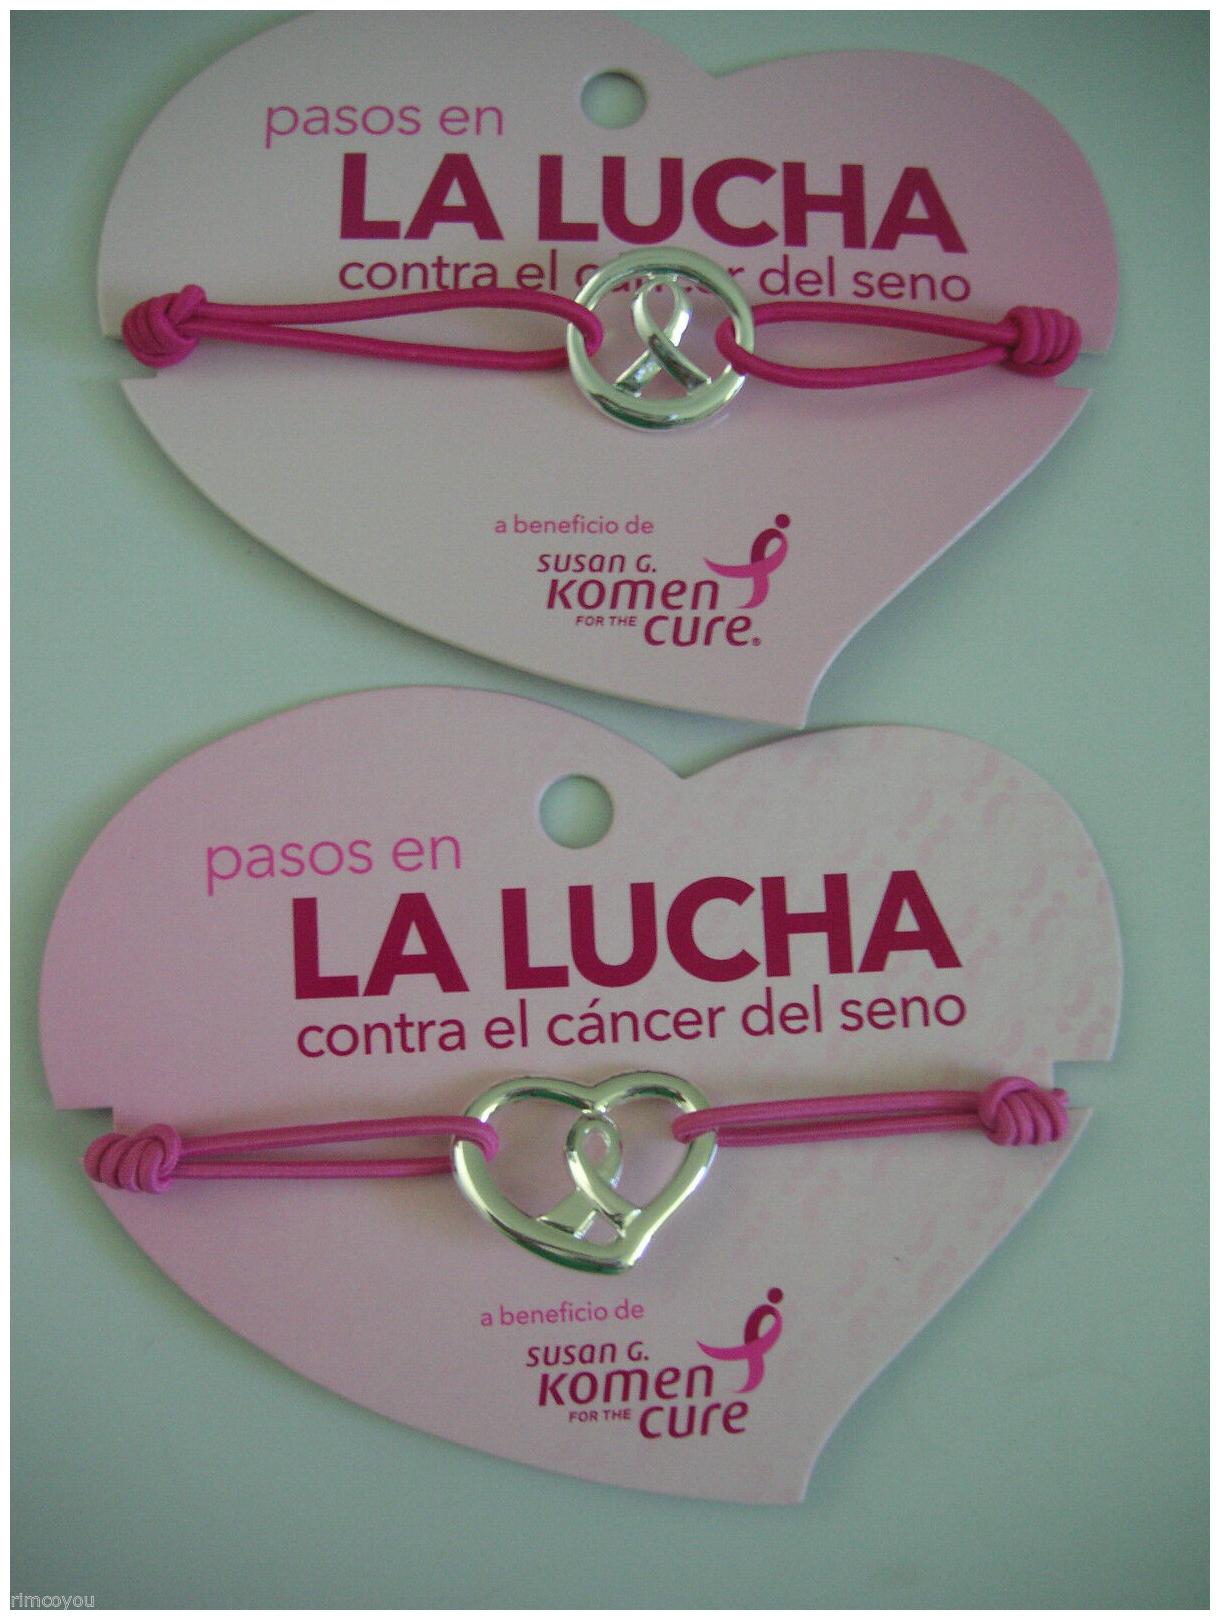 pasos en
LA LUCHA
contra el cáncer del seno
a beneficio de
susan G.
Komen
FOR THE cure®
pasos en
LA LUCHA
contra el cáncer del seno
a beneficio de
susan G.
Komen
FOR THE cure
rimcoyou